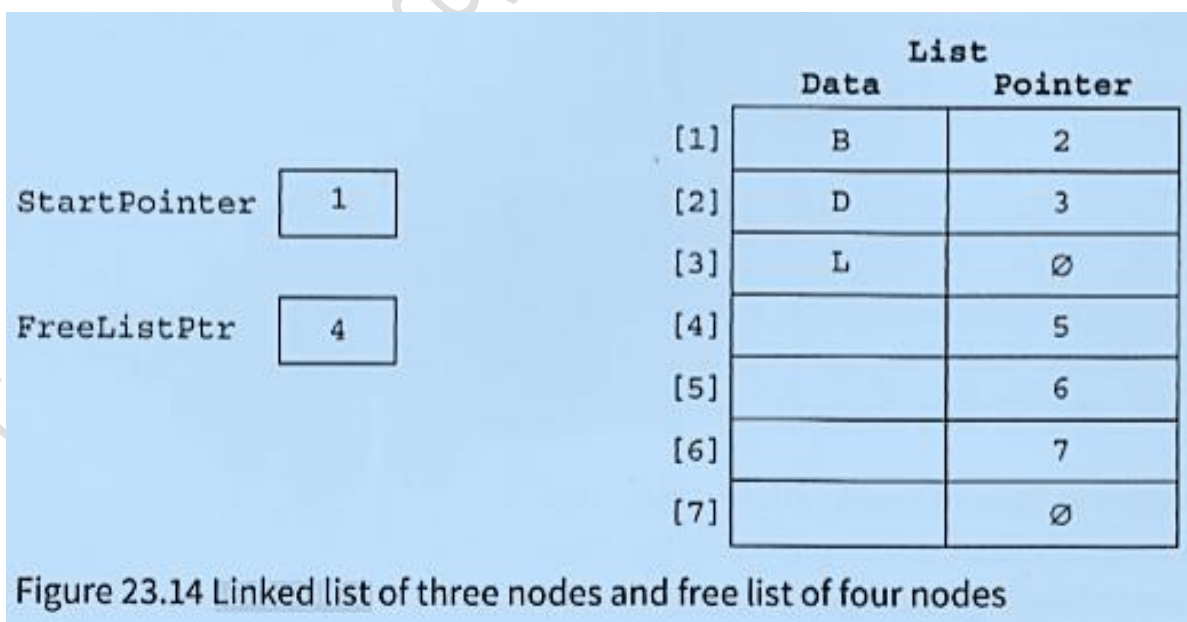 List
Data Pointer
[1] B 2
StartPointer 1 [2] D 3
[3] L Ø
FreeListPtr 4 [4] 5
[5] 6
[6] 7
[7] Ø
Figure 23.14 Linked list of three nodes and free list of four nodes